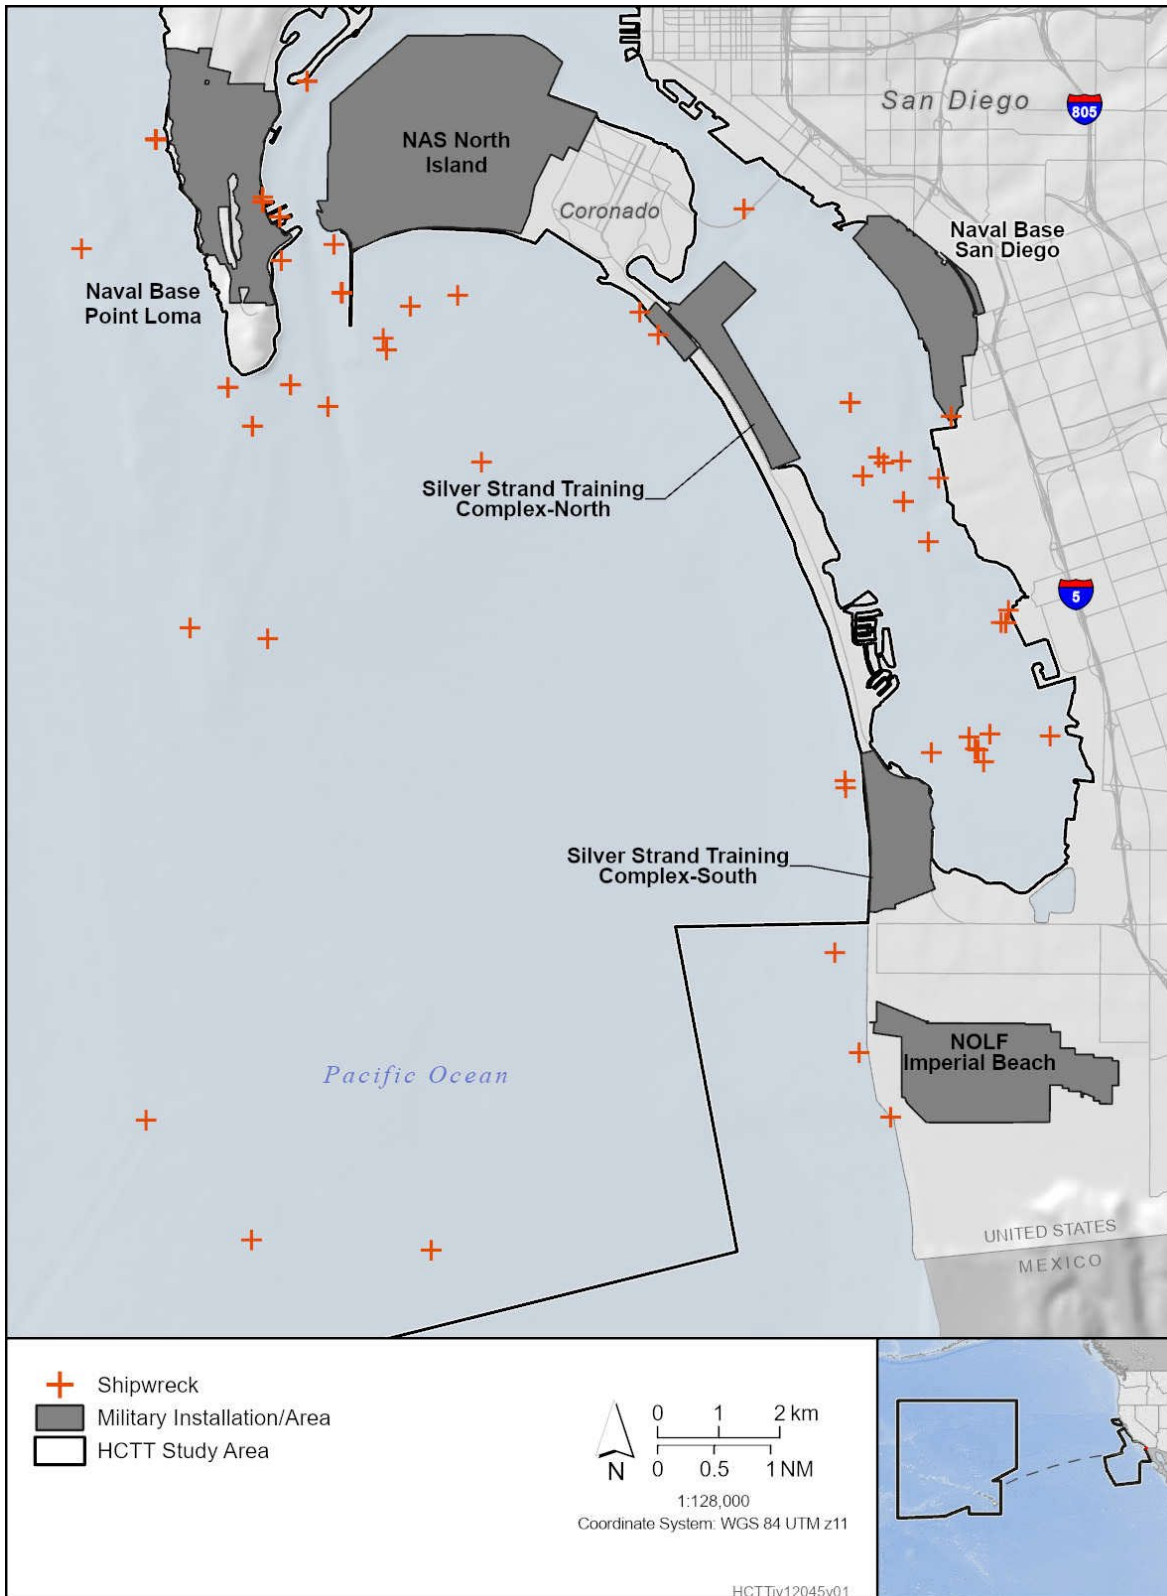 San Diego
805
NAS North
Island
Coronado
Naval Base
San Diego
Naval Base
Point Loma
Silver Strand Training
Complex-North
5
Silver Strand Training
Complex-South
NOLF
Imperial Beach
Pacific Ocean
UNITED STATES
MEXICO
Shipwreck
Military Installation/Area
HCTT Study Area
N
0 1 2 km
0 0.5 1 NM
1:128,000
Coordinate System: WGS 84 UTM z11
HCTTiv12045v01